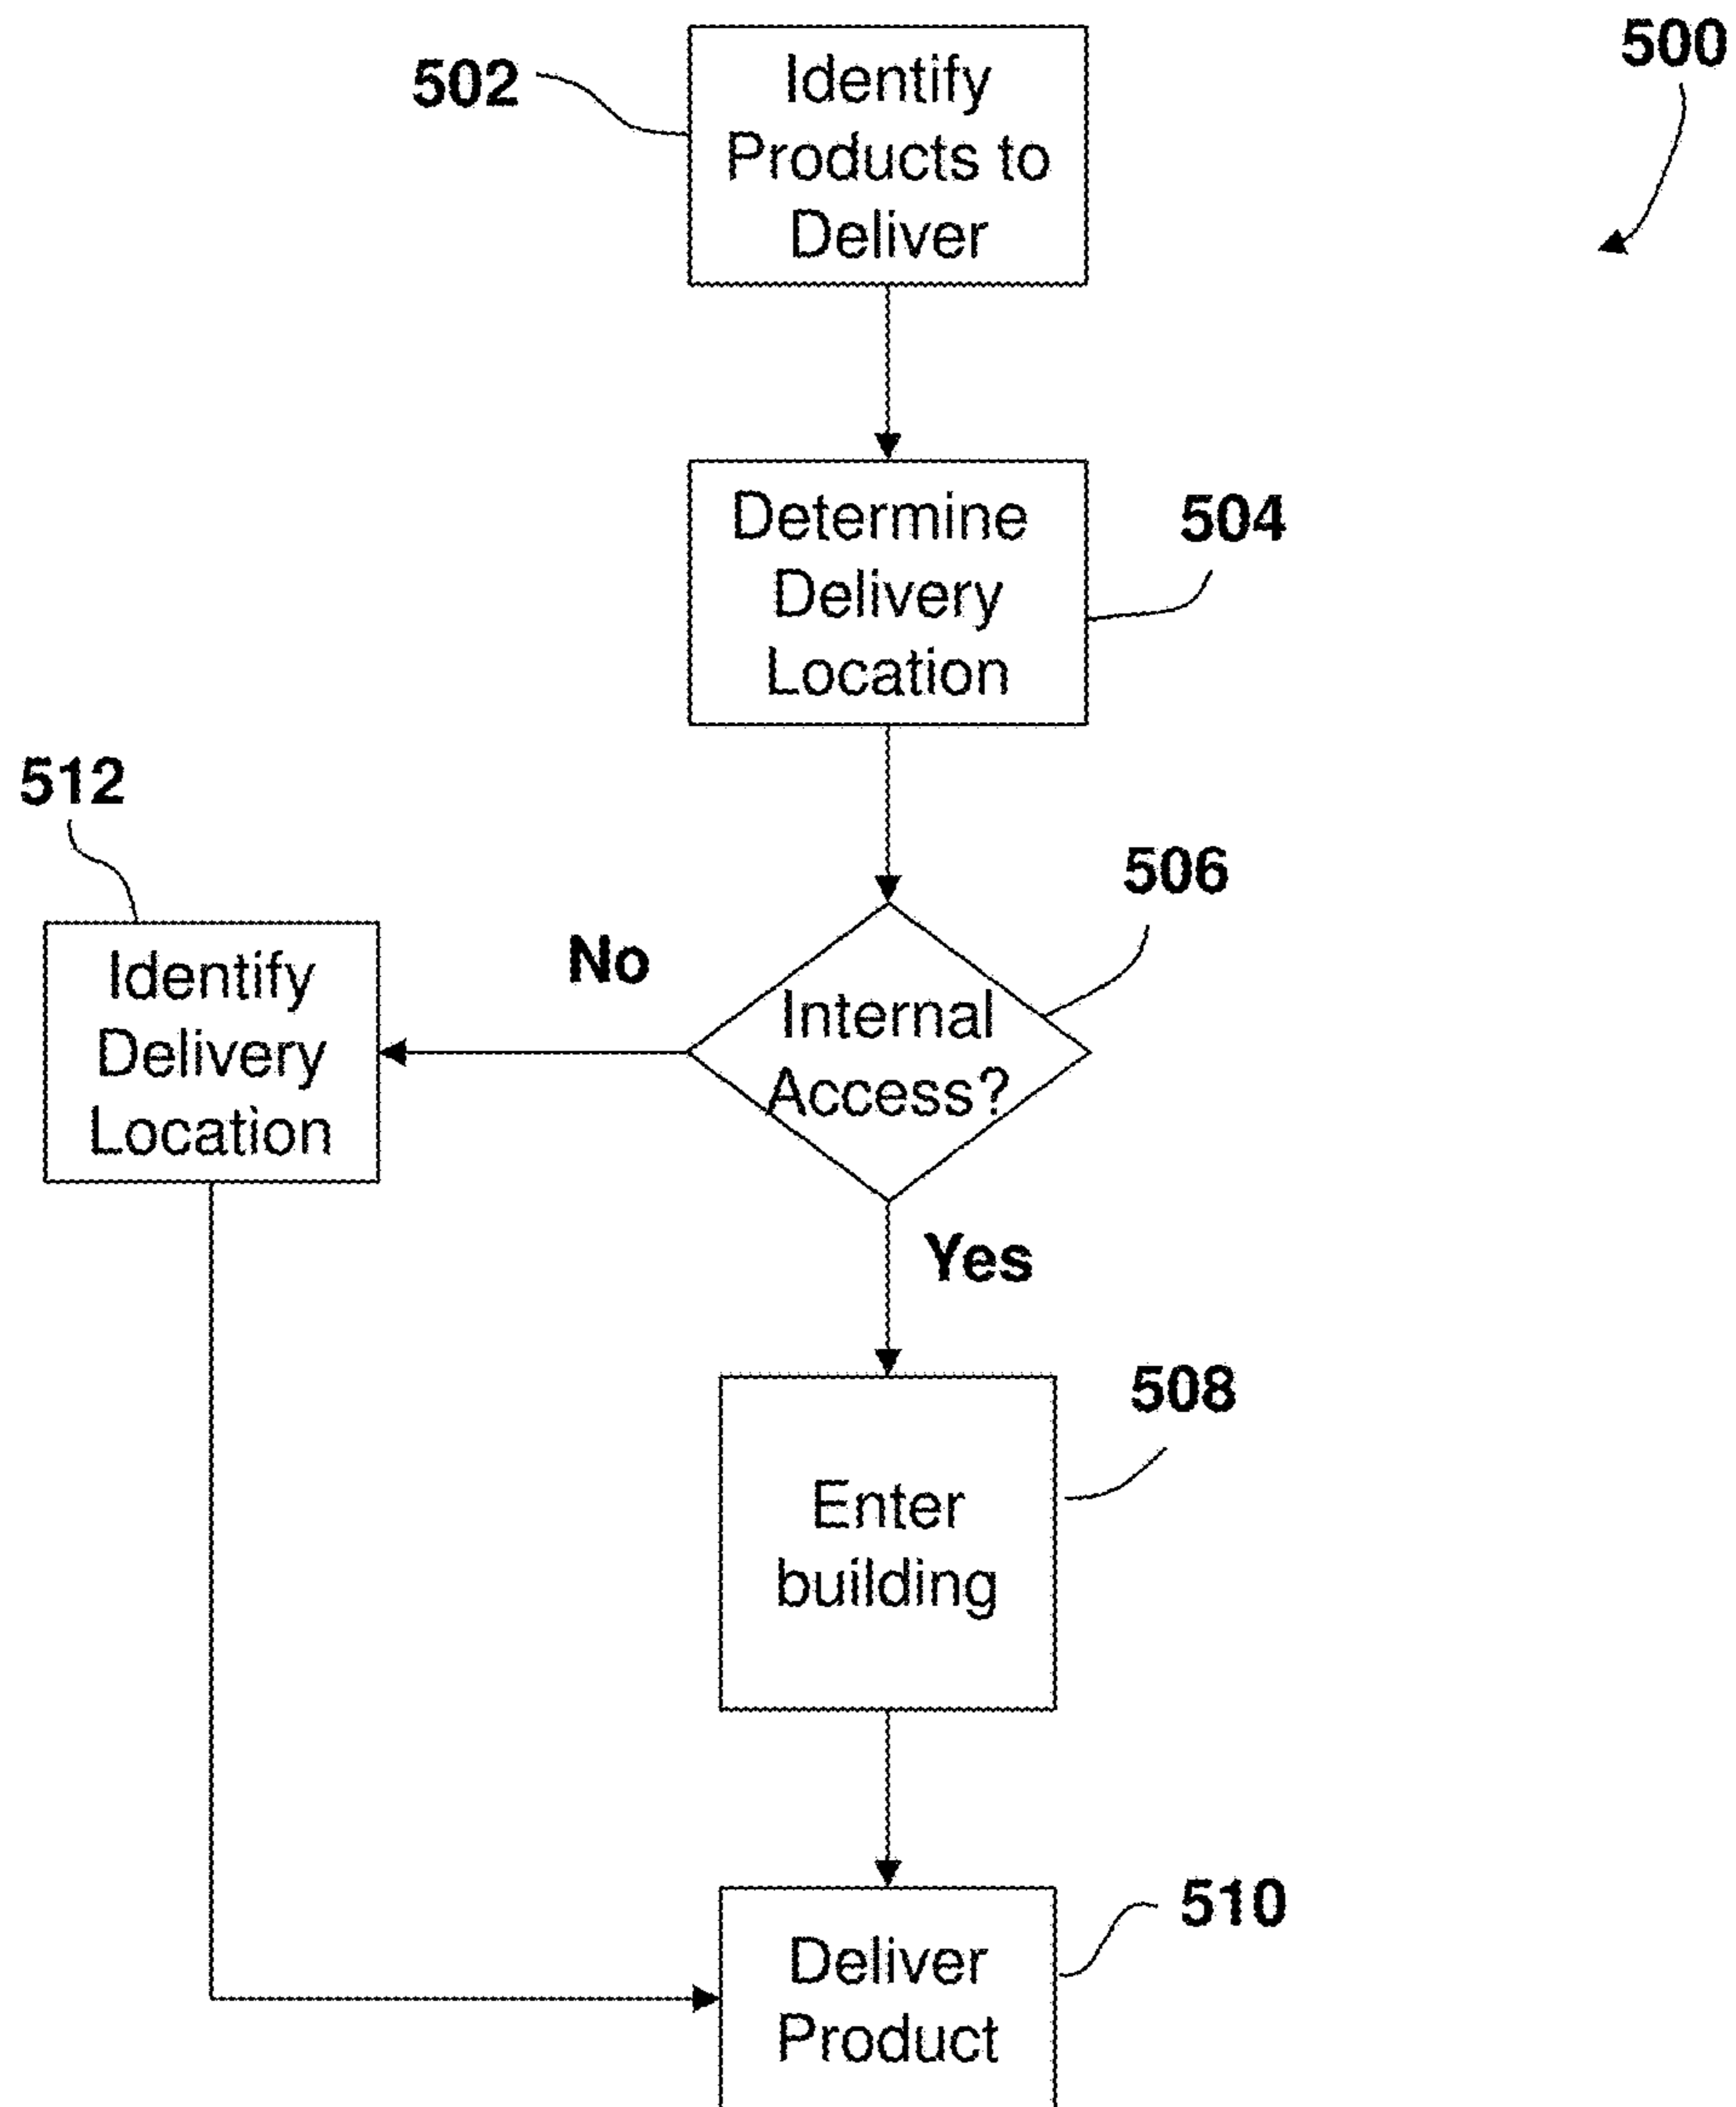 500
502
Identify
Products to
Deliver
Determine
Delivery
Location
504
512
506
Identify
Delivery
Location
No
Internal
Access?
Yes
508
Enter
building
510
Deliver
Product